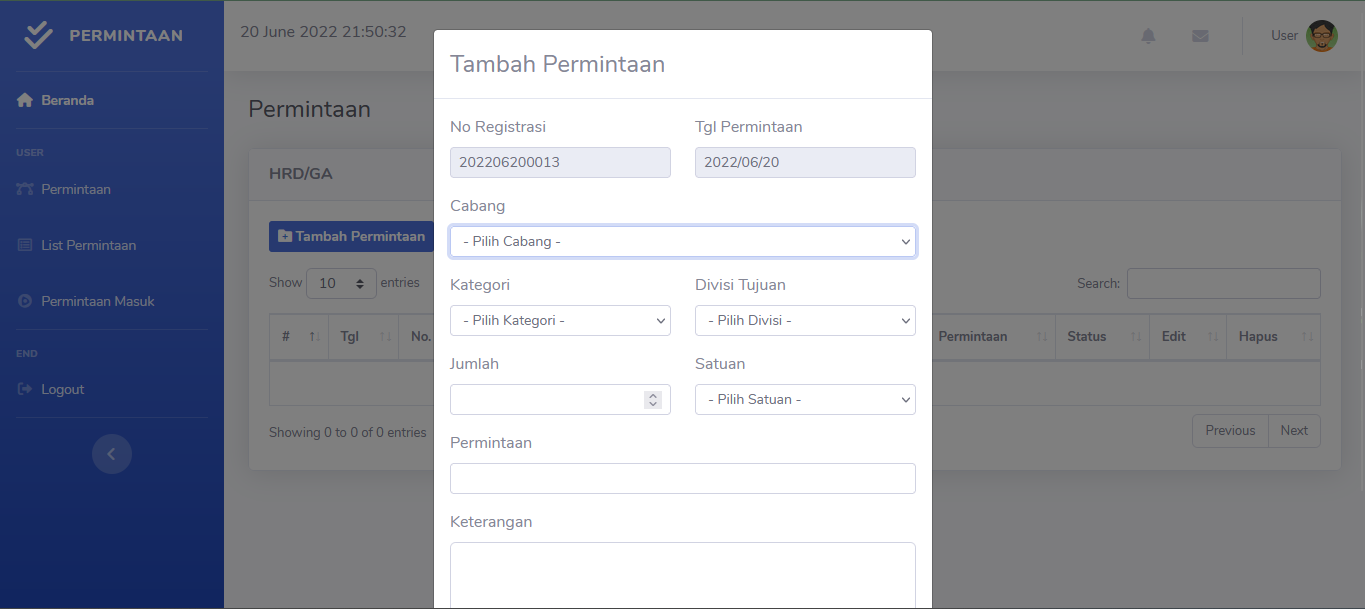 PERMINTAAN
Beranda
USER
Permintaan
List Permintaan
Permintaan Masuk
END
Logout
20 June 2022 21:50:32
User
Permintaan
HRD/GA
Tambah Permintaan
Show 10 entries
Search:
# Tgl No. Permintaan Status Edit Hapus
Showing 0 to 0 of 0 entries
Previous Next
Tambah Permintaan
No Registrasi Tgl Permintaan
202206200013 2022/06/20
Cabang
- Pilih Cabang -
Kategori Divisi Tujuan
- Pilih Kategori - - Pilih Divisi -
Jumlah Satuan
- Pilih Satuan -
Permintaan
Keterangan